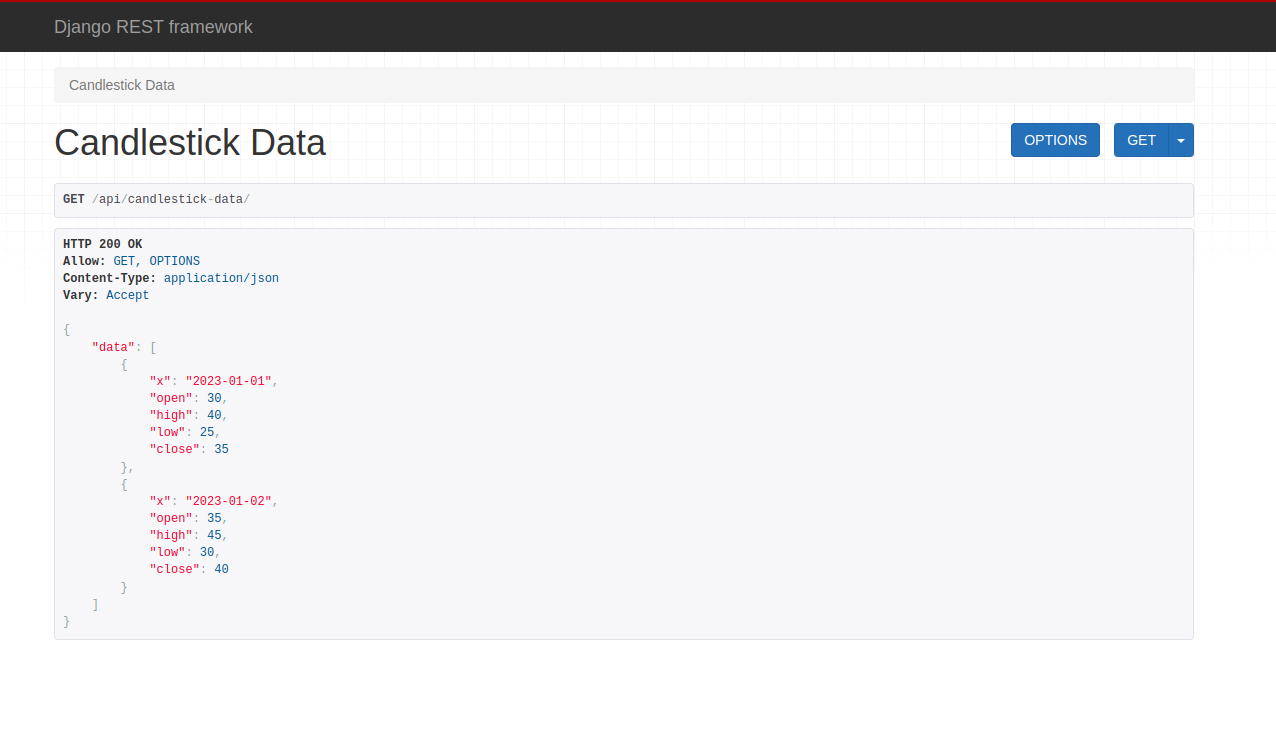 Django REST framework
Candlestick Data
Candlestick Data
OPTIONS
GET
GET /api/candlestick-data/
HTTP 200 OK
Allow: GET, OPTIONS
Content-Type: application/json
Vary: Accept
{
    "data": [
        {
            "x": "2023-01-01",
            "open": 30,
            "high": 40,
            "low": 25,
            "close": 35
        },
        {
            "x": "2023-01-02",
            "open": 35,
            "high": 45,
            "low": 30,
            "close": 40
        }
    ]
}